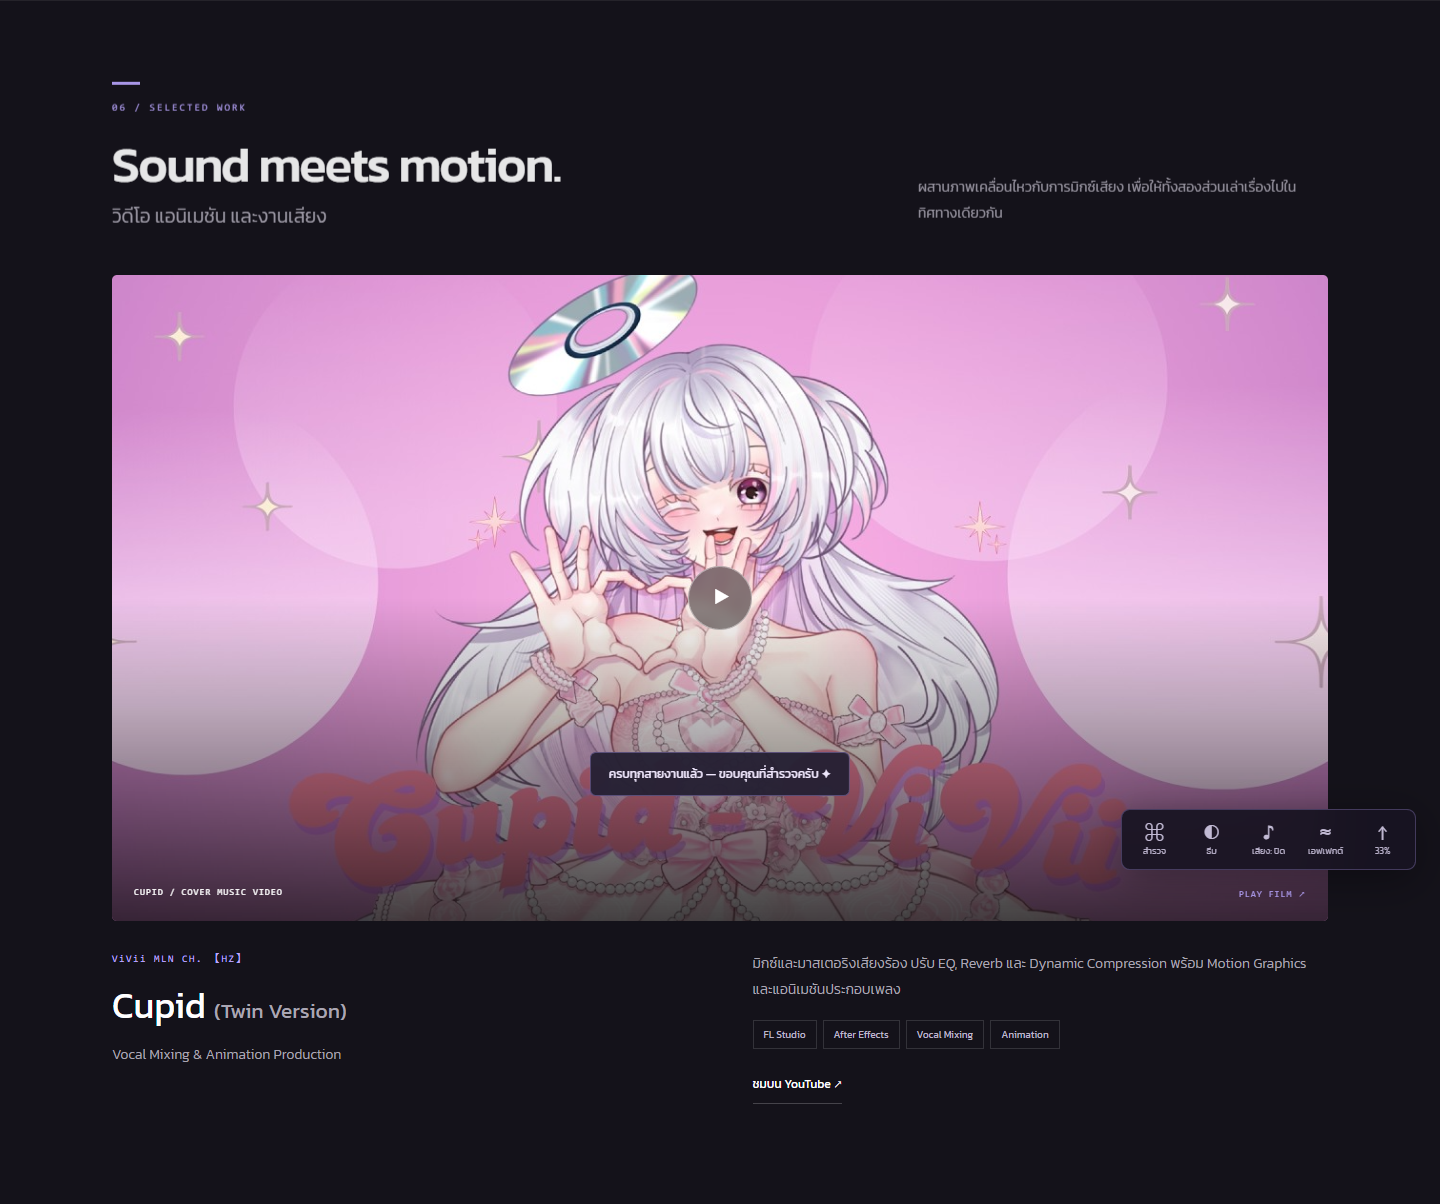 06 / SELECTED WORK
Sound meets motion.
วิดีโอ แอนิเมชัน และงานเสียง
ผสานภาพเคลื่อนไหวกับการมิกซ์เสียง เพื่อให้ทั้งสองส่วนเล่าเรื่องไปใน
ทิศทางเดียวกัน
ครบทุกสายงานแล้ว — ขอบคุณที่สำรวจครับ ✦
Cupid - ViVii
⌘ ◐ ♪ ≈ ↑
สำรวจ ธีม เสียง: ปิด เอฟเฟกต์ 33%
CUPID / COVER MUSIC VIDEO
PLAY FILM ↗
ViVii MLN CH. 【HZ】
Cupid (Twin Version)
Vocal Mixing & Animation Production
มิกซ์และมาสเตอริงเสียงร้อง ปรับ EQ, Reverb และ Dynamic Compression พร้อม Motion Graphics
และแอนิเมชันประกอบเพลง
FL Studio After Effects Vocal Mixing Animation
ชมบน YouTube ↗